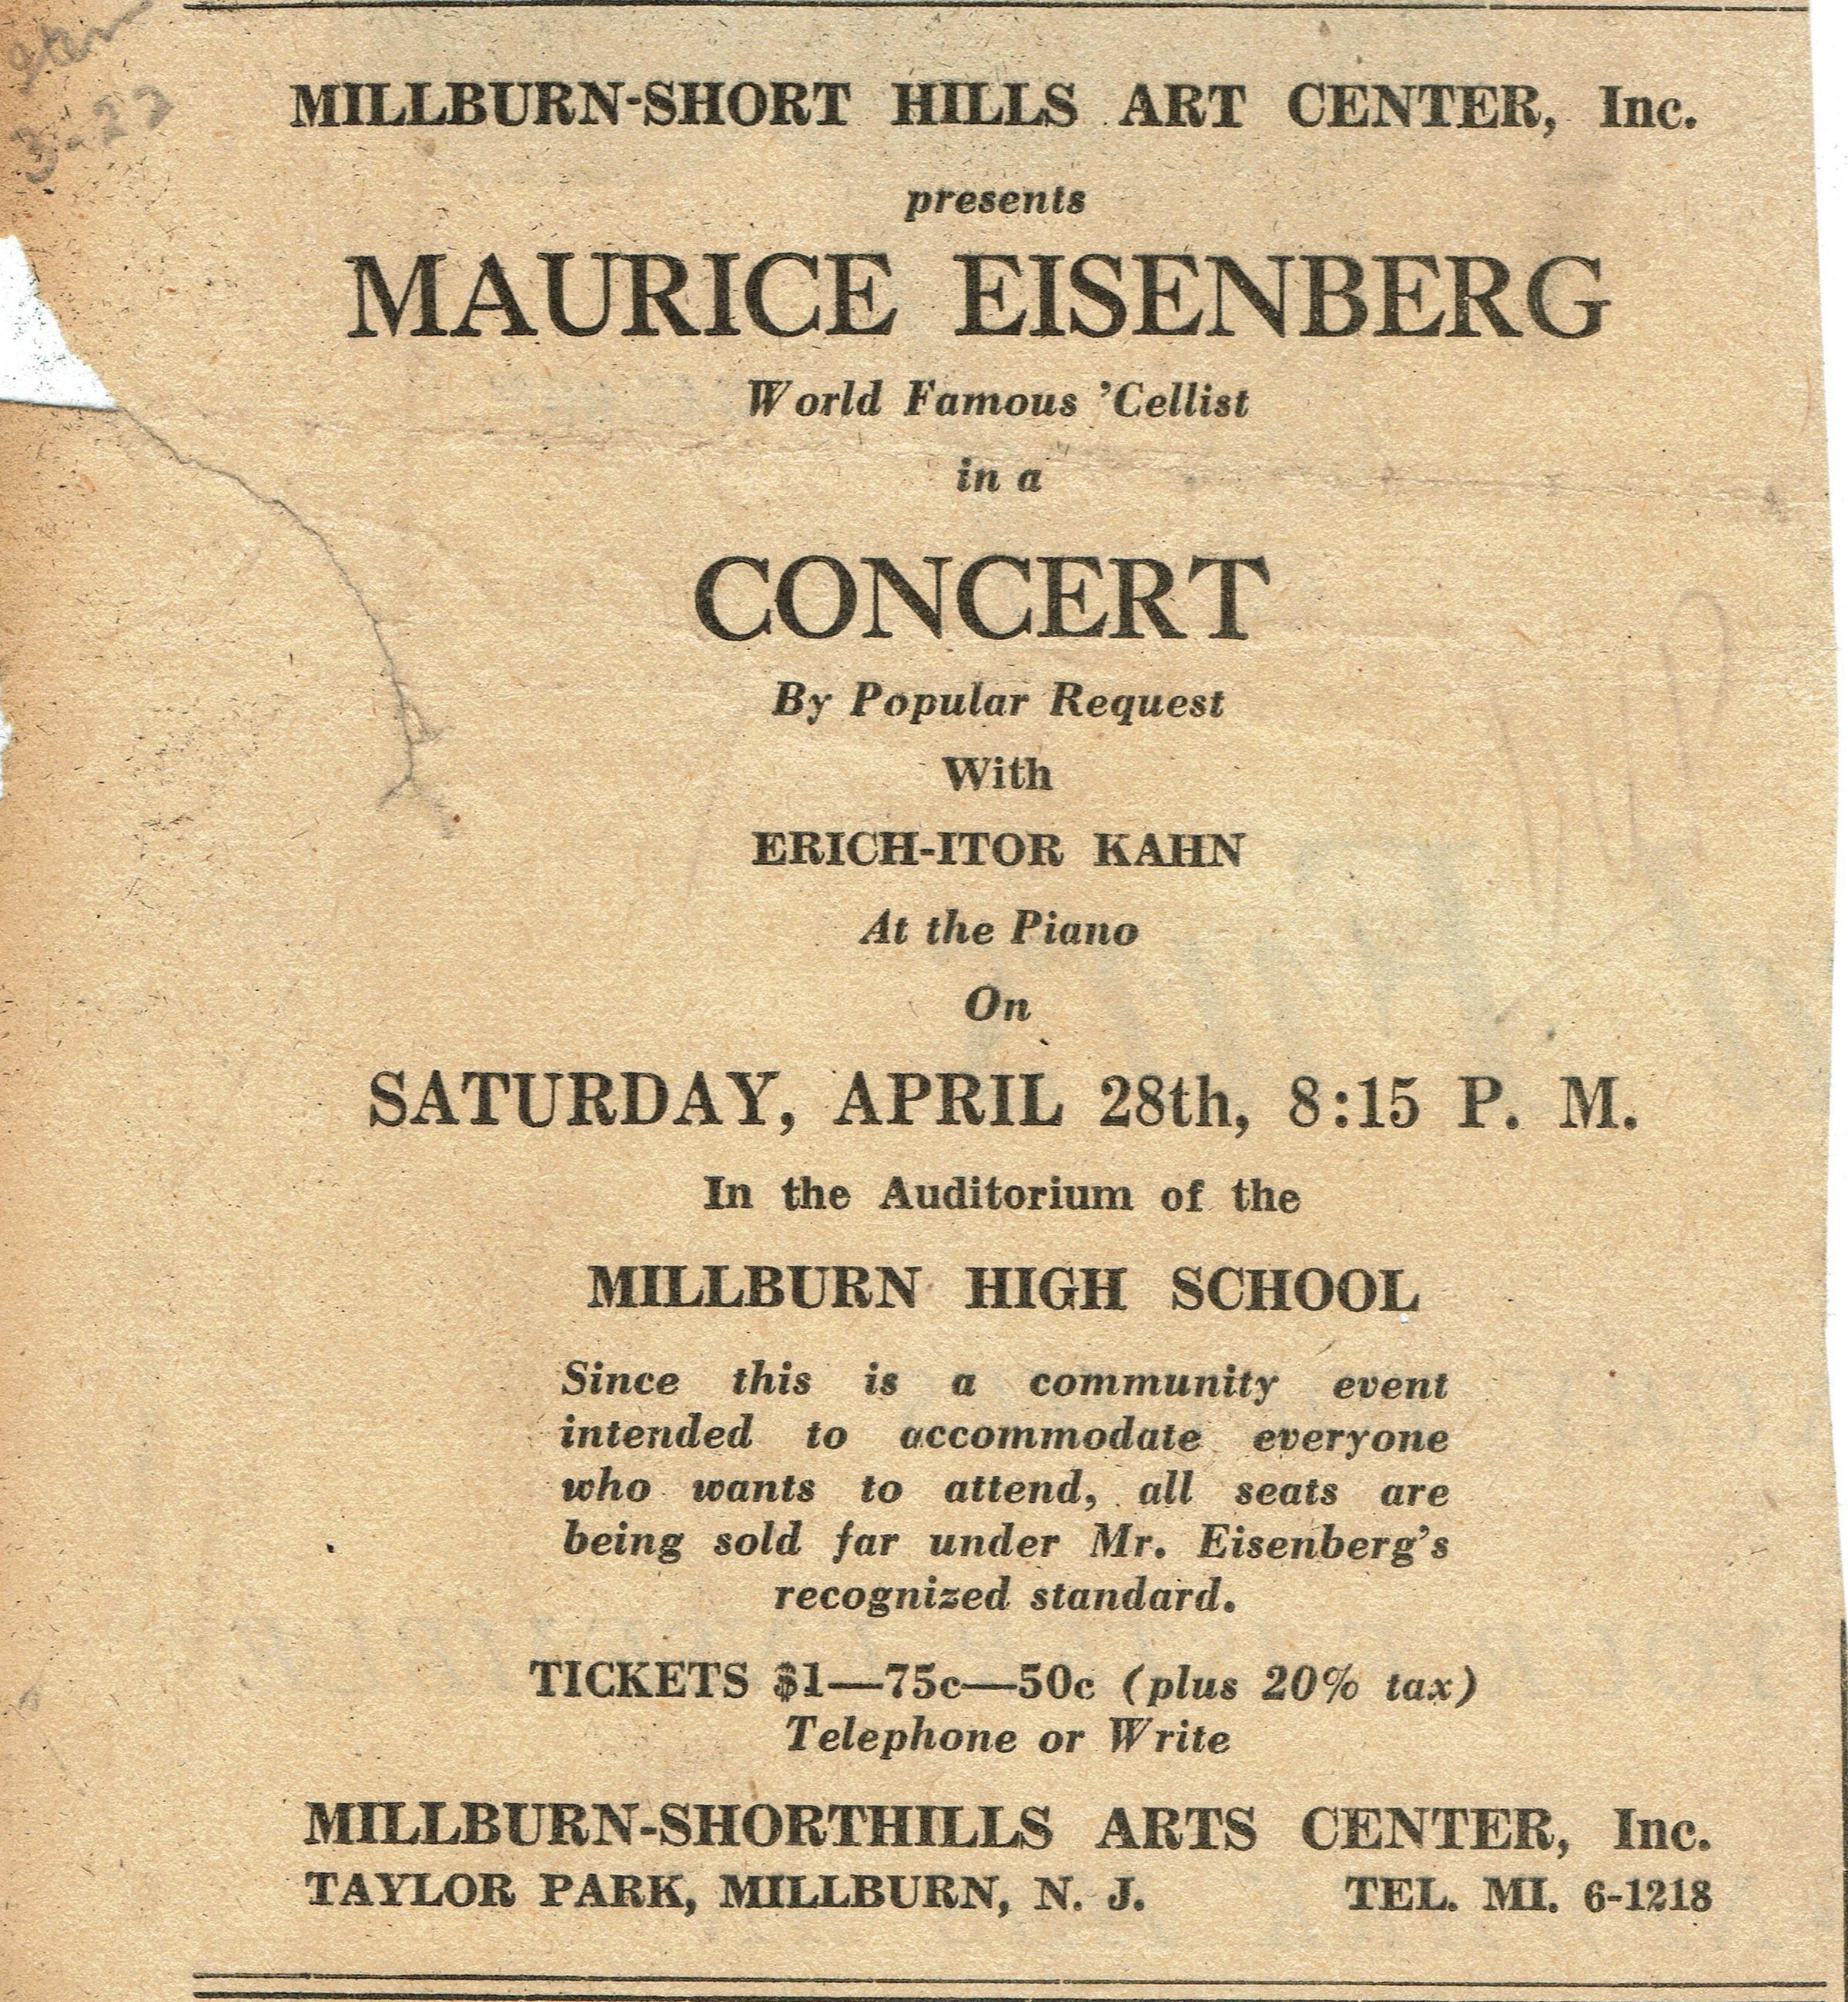 3-22
MILLBURN-SHORT HILLS ART CENTER, Inc.
presents
MAURICE EISENBERG
World Famous 'Cellist
in a
CONCERT
By Popular Request
With
ERICH-ITOR KAHN
At the Piano
On
SATURDAY, APRIL 28th, 8:15 P. M.
In the Auditorium of the
MILLBURN HIGH SCHOOL
Since this is a community event
intended to accommodate everyone
who wants to attend, all seats are
being sold far under Mr. Eisenberg's
recognized standard.
TICKETS $1—75c—50c (plus 20% tax)
Telephone or Write
MILLBURN-SHORTHILLS ARTS CENTER, Inc.
TAYLOR PARK, MILLBURN, N. J. TEL. MI. 6-1218